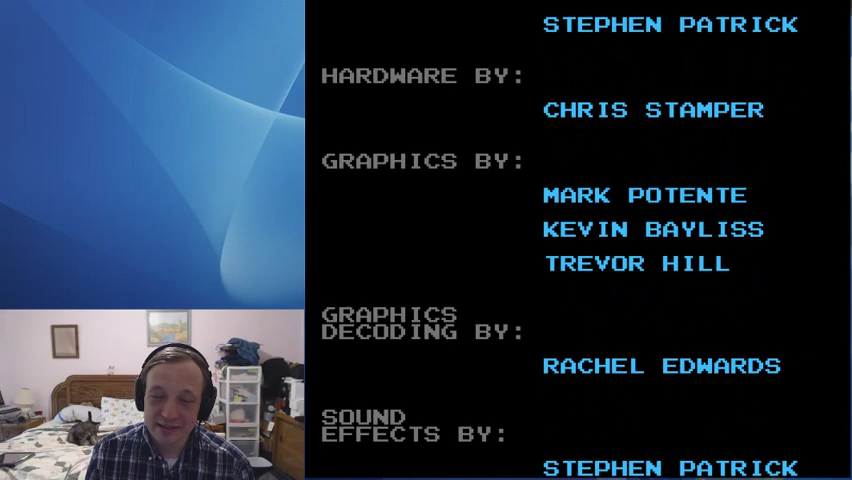 STEPHEN PATRICK
HARDWARE BY:
CHRIS STAMPER
GRAPHICS BY:
MARK POTENTE
KEVIN BAYLISS
TREVOR HILL
GRAPHICS
DECODING BY:
RACHEL EDWARDS
SOUND
EFFECTS BY:
STEPHEN PATRICK